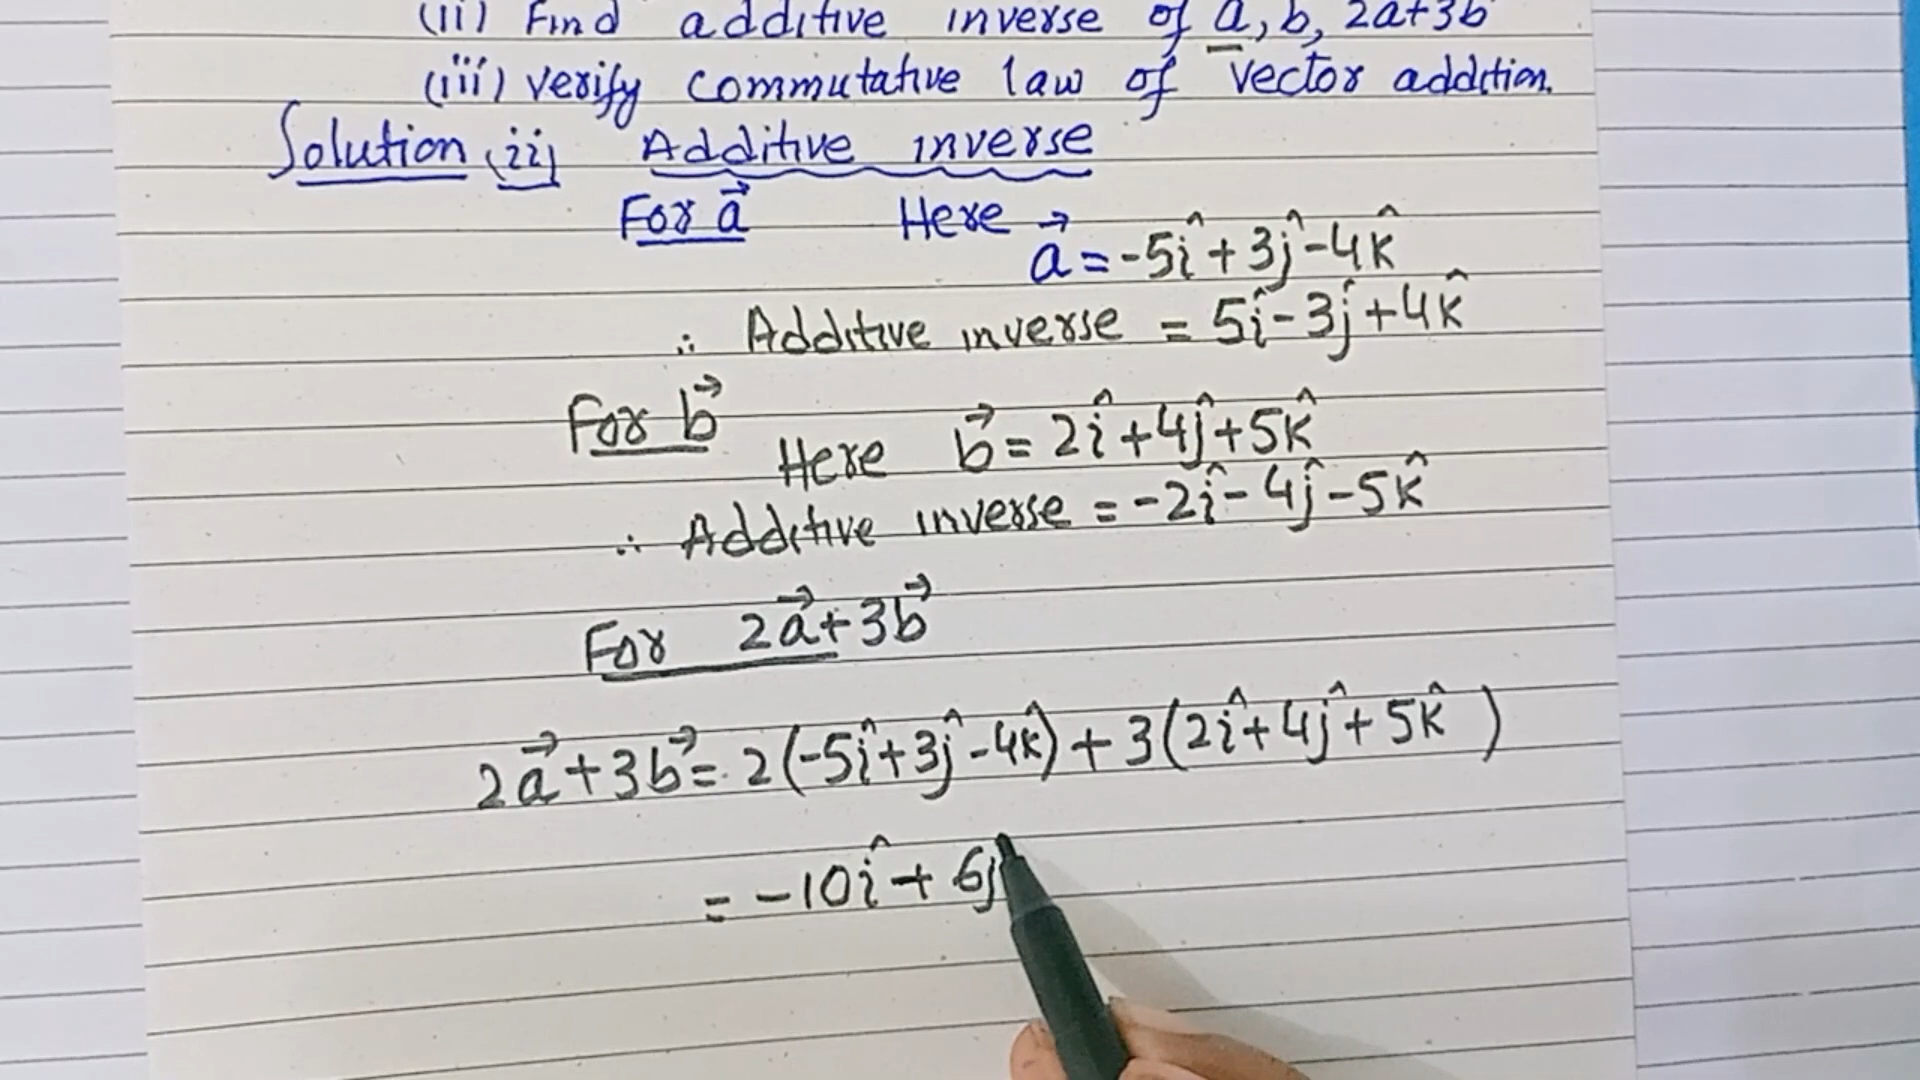 (ii) Find additive inverse of a, b, 2a+3b
(iii) verify commutative law of vector addition.
Solution (ii) Additive inverse
For a⃗ Here a⃗ = -5î + 3ĵ - 4k̂
∴ Additive inverse = 5î - 3ĵ + 4k̂
For b⃗
Here b⃗ = 2î + 4ĵ + 5k̂
∴ Additive inverse = -2î - 4ĵ - 5k̂
For 2a⃗ + 3b⃗
2a⃗ + 3b⃗ = 2(-5î + 3ĵ - 4k̂) + 3(2î + 4ĵ + 5k̂)
= -10î + 6j